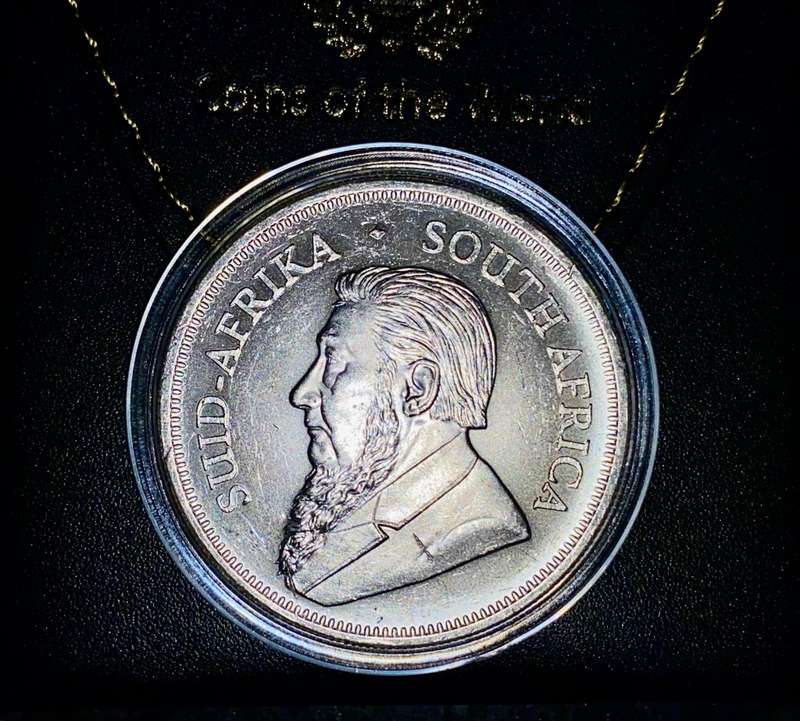 Coins of the World
SUID-AFRIKA
SOUTH AFRICA